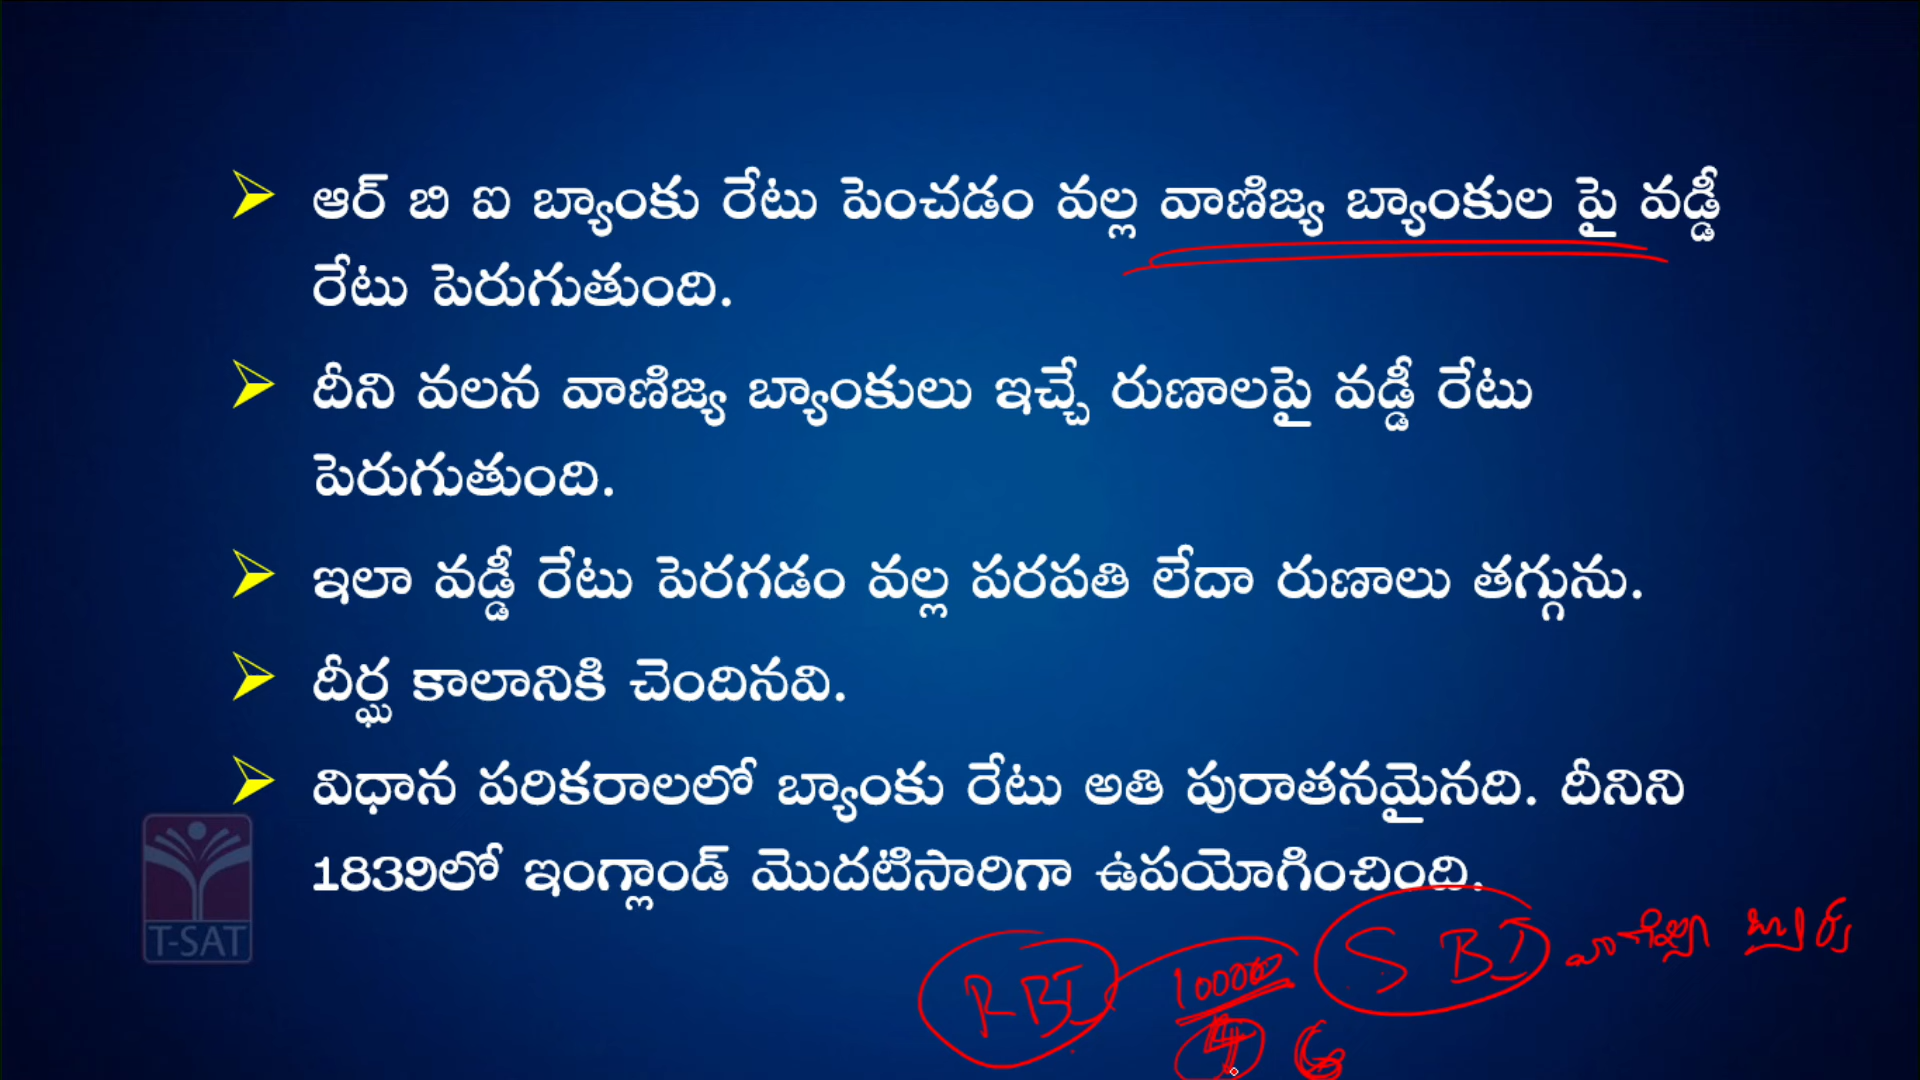 ఆర్ బి ఐ బ్యాంకు రేటు పెంచడం వల్ల వాణిజ్య బ్యాంకుల పై వడ్డీ
రేటు పెరుగుతుంది.
దీని వలన వాణిజ్య బ్యాంకులు ఇచ్చే రుణాలపై వడ్డీ రేటు
పెరుగుతుంది.
ఇలా వడ్డీ రేటు పెరగడం వల్ల పరపతి లేదా రుణాలు తగ్గును.
దీర్ఘ కాలానికి చెందినవి.
విధాన పరికరాలలో బ్యాంకు రేటు అతి పురాతనమైనది. దీనిని
1839లో ఇంగ్లాండ్ మొదటిసారిగా ఉపయోగించింది.
T-SAT
RBI SBI